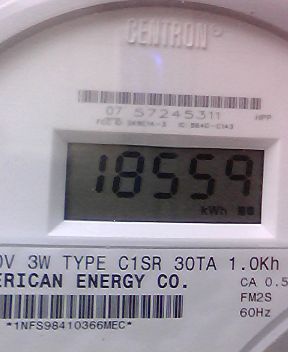 CENTRON®
07 57245311
HPP
18559
kWh
0V 3W TYPE C1SR 30TA 1.0Kh
ERICAN ENERGY CO.
CA 0.5
FM2S
60Hz
*1NFS98410366MEC*